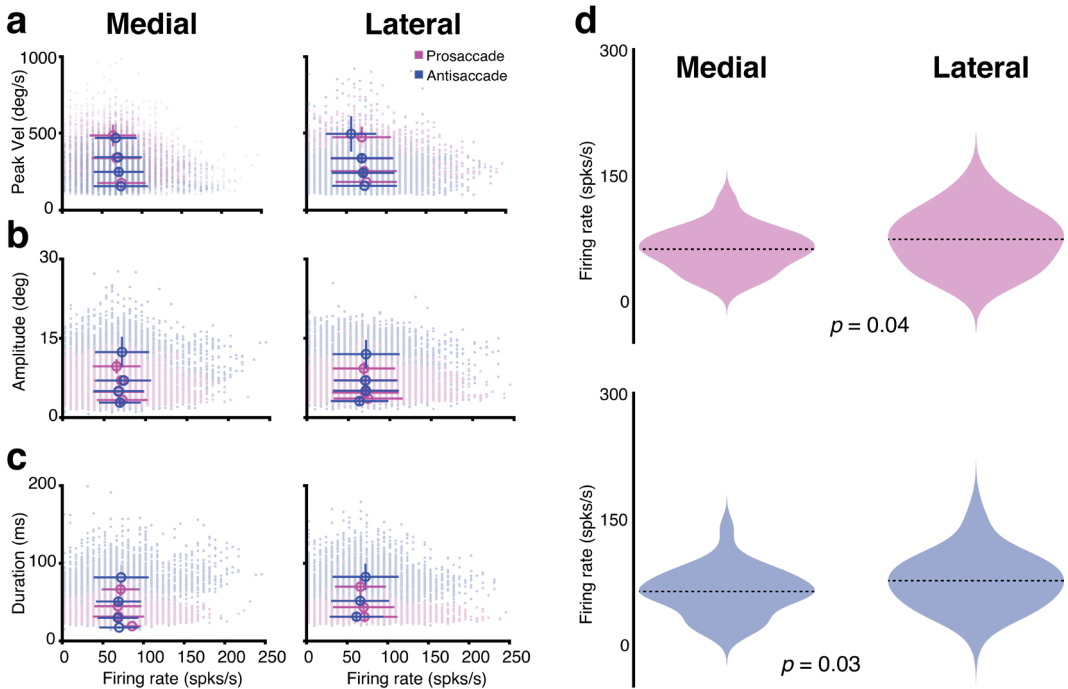 a
Medial
Lateral
Prosaccade
Antisaccade
Peak Vel (deg/s)
1000
500
0
b
Amplitude (deg)
30
15
0
c
Duration (ms)
200
100
0
0 50 100 150 200 250
0 50 100 150 200 250
Firing rate (spks/s)
Firing rate (spks/s)
d
Medial
Lateral
Firing rate (spks/s)
300
150
0
p = 0.04
Firing rate (spks/s)
300
150
0
p = 0.03